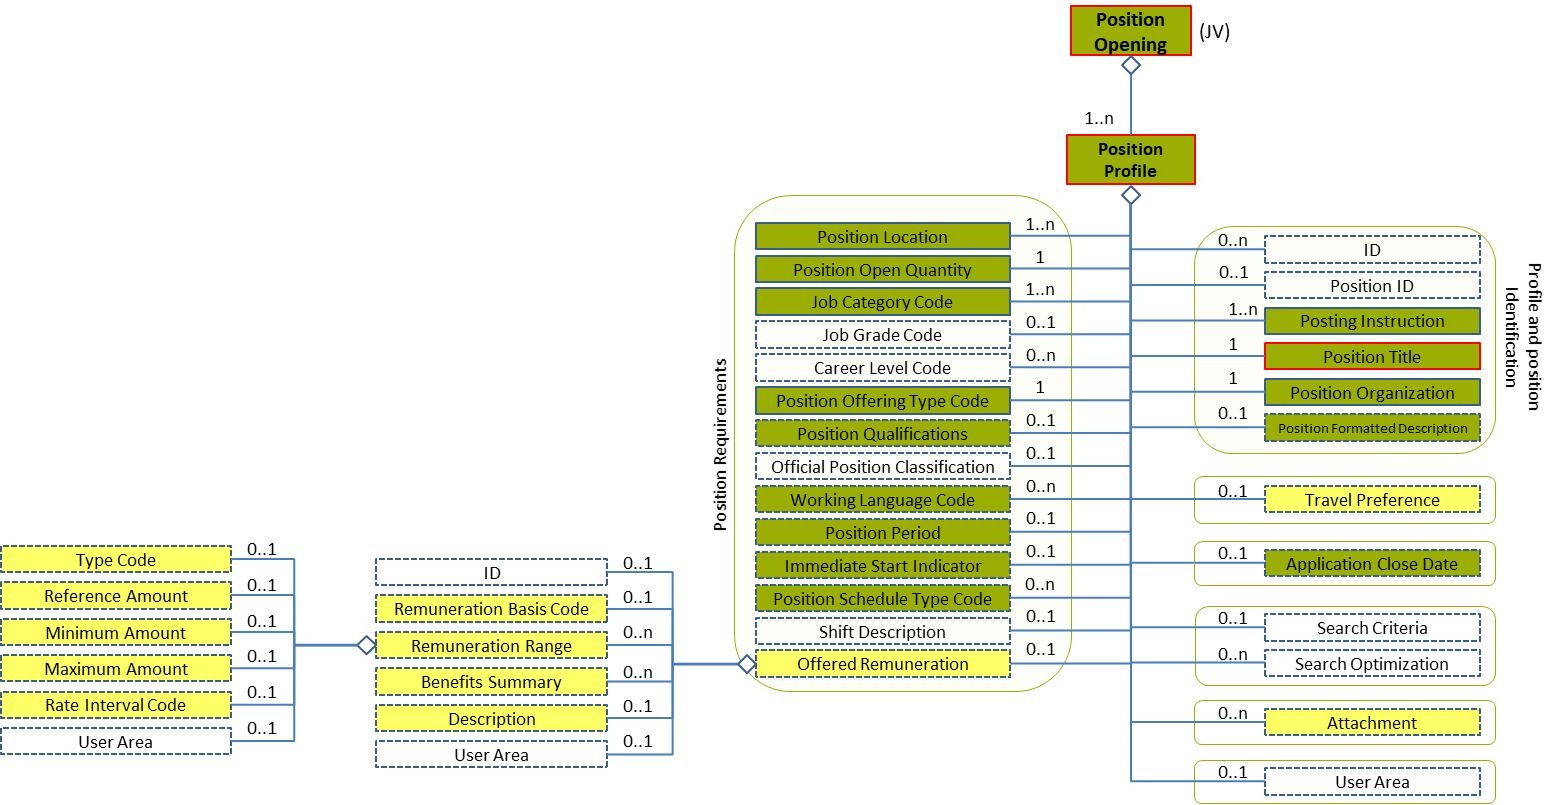 Position
Opening
(JV)
1..n
Position
Profile
Position Requirements
Position Location
1..n
Position Open Quantity
1
Job Category Code
1..n
Job Grade Code
0..1
Career Level Code
0..n
Position Offering Type Code
1
Position Qualifications
0..1
Official Position Classification
0..1
Working Language Code
0..n
Position Period
0..1
Immediate Start Indicator
0..1
Position Schedule Type Code
0..n
Shift Description
0..1
Offered Remuneration
0..1
Profile and position
Identification
0..n
ID
0..1
Position ID
1..n
Posting Instruction
1
Position Title
1
Position Organization
0..1
Position Formatted Description
0..1
Travel Preference
0..1
Application Close Date
0..1
Search Criteria
0..n
Search Optimization
0..n
Attachment
0..1
User Area
ID
0..1
Remuneration Basis Code
0..1
Remuneration Range
0..n
Benefits Summary
0..n
Description
0..1
User Area
0..1
Type Code
0..1
Reference Amount
0..1
Minimum Amount
0..1
Maximum Amount
0..1
Rate Interval Code
0..1
User Area
0..1